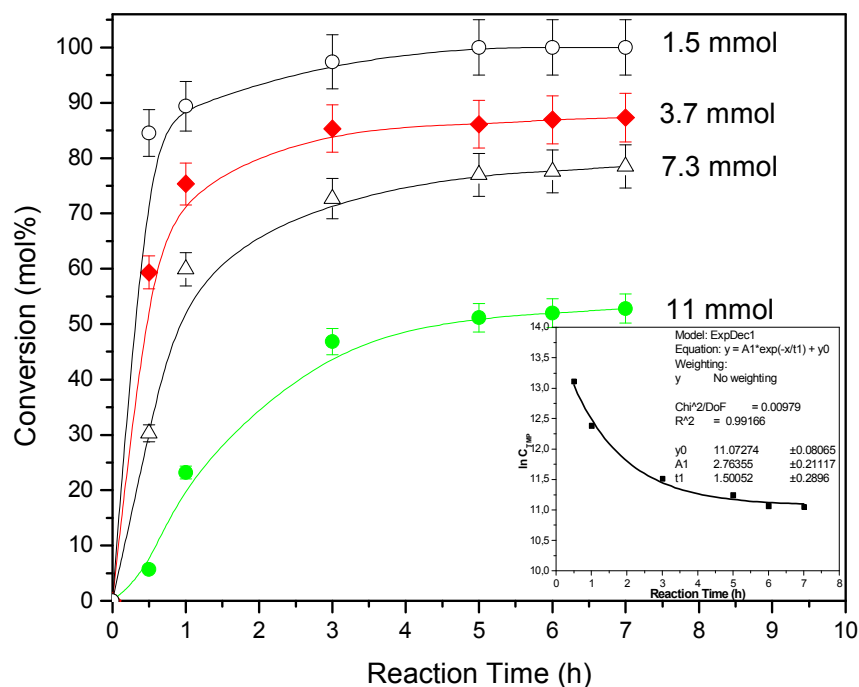 100
90
80
70
60
50
40
30
20
10
0
Conversion (mol%)
0 1 2 3 4 5 6 7 8 9 10
Reaction Time (h)
1.5 mmol
3.7 mmol
7.3 mmol
11 mmol
14,0
13,5
13,0
12,5
12,0
11,5
11,0
10,5
10,0
ln C_TMP
0 1 2 3 4 5 6 7 8
Reaction Time (h)
Model: ExpDec1
Equation: y = A1*exp(-x/t1) + y0
Weighting:
y No weighting
Chi^2/DoF = 0.00979
R^2 = 0.99166
y0 11.07274 ±0.08065
A1 2.76355 ±0.21117
t1 1.50052 ±0.2896